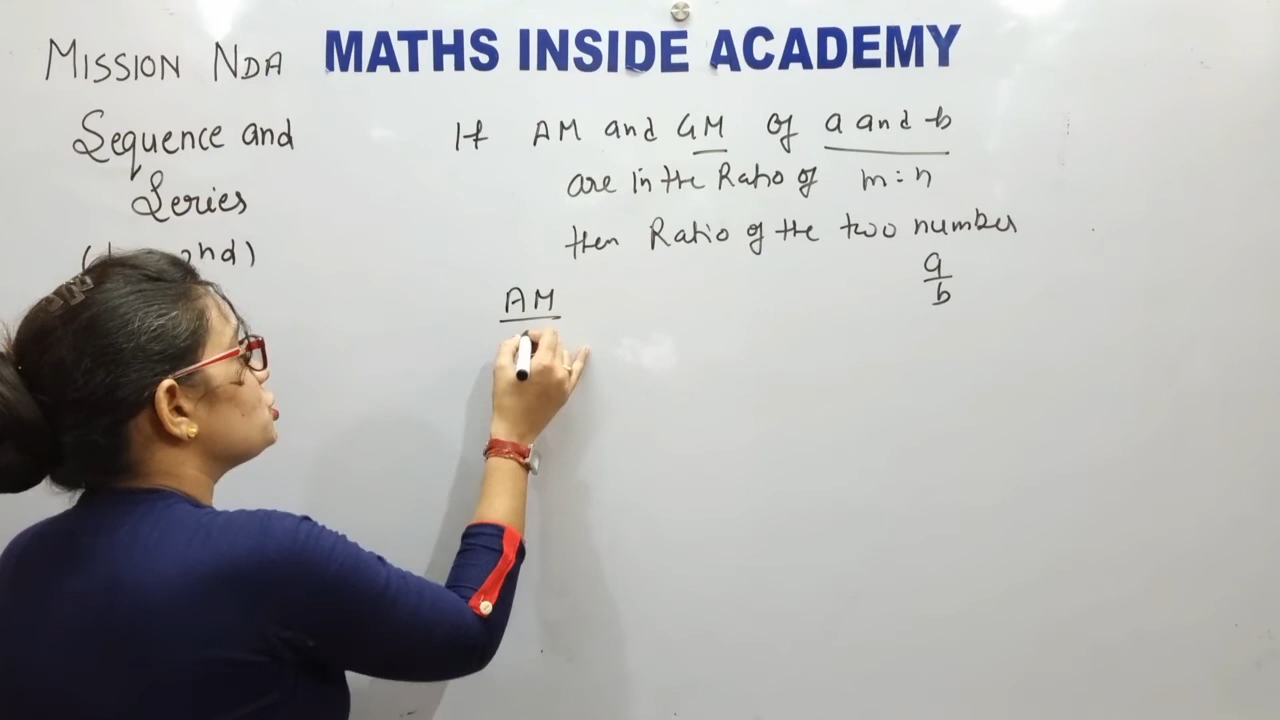 MATHS INSIDE ACADEMY
MISSION NDA
Sequence and
Series
If AM and GM of a and b
are in the Ratio of m:n
then Ratio of the two number
a
b
AM